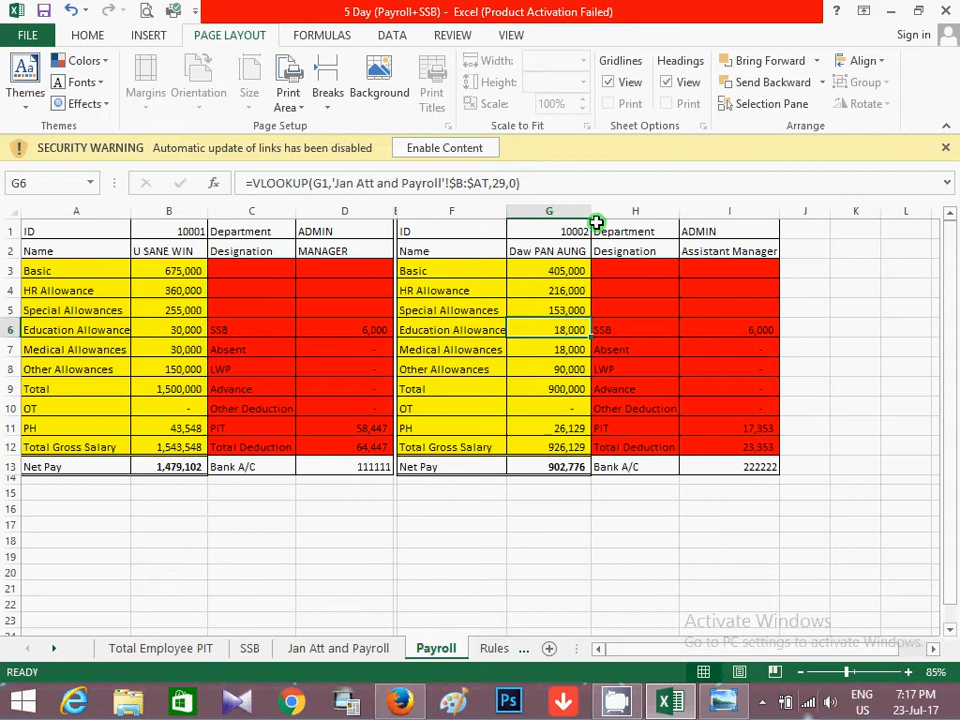 5 Day (Payroll+SSB) - Excel (Product Activation Failed)
FILE HOME INSERT PAGE LAYOUT FORMULAS DATA REVIEW VIEW Sign in
Themes Colors Fonts Effects Margins Orientation Size Print Area Breaks Background Print Titles Width: Height: Scale: 100% Gridlines View Print Headings View Print Bring Forward Send Backward Selection Pane Align Group Rotate
Themes Page Setup Scale to Fit Sheet Options Arrange
SECURITY WARNING Automatic update of links has been disabled Enable Content
G6 fx =VLOOKUP(G1,'Jan Att and Payroll'!$B:$AT,29,0)
A B C D E F G H I J K L
1 ID 10001 Department ADMIN ID 10002 Department ADMIN
2 Name U SANE WIN Designation MANAGER Name Daw PAN AUNG Designation Assistant Manager
3 Basic 675,000 Basic 405,000
4 HR Allowance 360,000 HR Allowance 216,000
5 Special Allowances 255,000 Special Allowances 153,000
6 Education Allowance 30,000 SSB 6,000 Education Allowance 18,000 SSB 6,000
7 Medical Allowances 30,000 Absent - Medical Allowances 18,000 Absent -
8 Other Allowances 150,000 LWP - Other Allowances 90,000 LWP -
9 Total 1,500,000 Advance - Total 900,000 Advance -
10 OT - Other Deduction - OT - Other Deduction -
11 PH 43,548 PIT 58,447 PH 26,129 PIT 17,353
12 Total Gross Salary 1,543,548 Total Deduction 64,447 Total Gross Salary 926,129 Total Deduction 23,353
13 Net Pay 1,479,102 Bank A/C 111111 Net Pay 902,776 Bank A/C 222222
14
15
16
17
18
19
20
21
22
23
Activate Windows
Go to PC settings to activate Windows.
Total Employee PIT SSB Jan Att and Payroll Payroll Rules ...
READY 85%
ENG US 7:17 PM 23-Jul-17